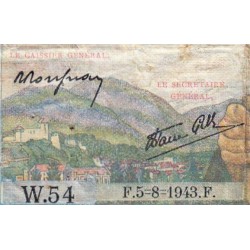 LE CAISSIER GÉNÉRAL,
LE SECRÉTAIRE
GÉNÉRAL,
W.54
F.5=8=1943.F.